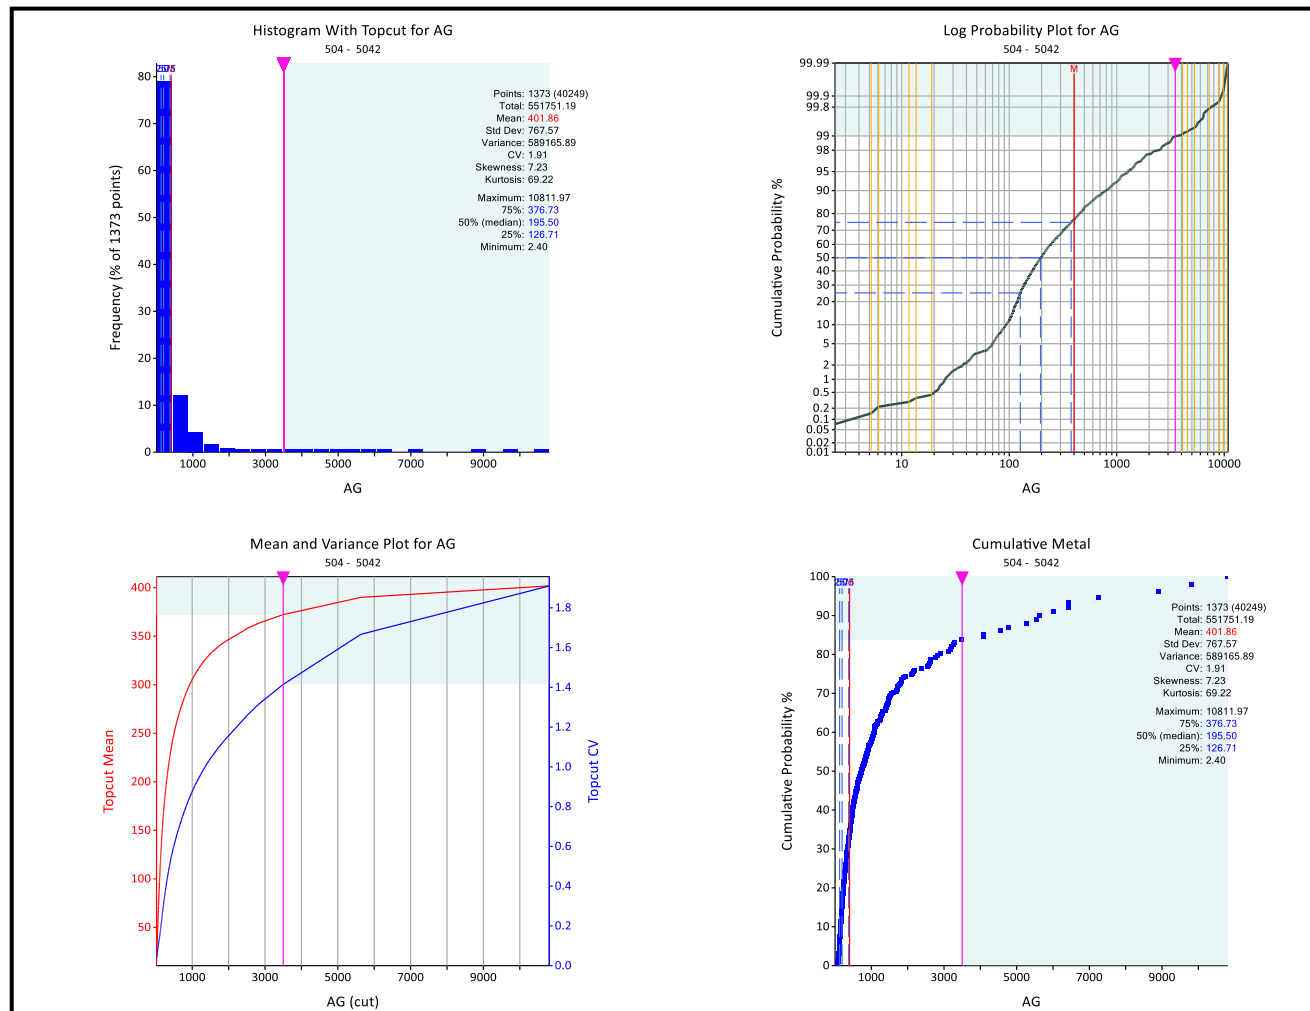 Histogram With Topcut for AG
504 - 5042
Points: 1373 (40249)
Total: 551751.19
Mean: 401.86
Std Dev: 767.57
Variance: 589165.89
CV: 1.91
Skewness: 7.23
Kurtosis: 69.22
Maximum: 10811.97
75%: 376.73
50% (median): 195.50
25%: 126.71
Minimum: 2.40
Frequency (% of 1373 points)
80
70
60
50
40
30
20
10
0
1000 3000 5000 7000 9000
AG
Log Probability Plot for AG
504 - 5042
M
Cumulative Probability %
99.99
99.9
99.8
99
98
95
90
80
70
60
50
40
30
20
10
5
2
1
0.5
0.2
0.1
0.05
0.02
0.01
10 100 1000 10000
AG
Mean and Variance Plot for AG
504 - 5042
Topcut Mean
400
350
300
250
200
150
100
50
Topcut CV
1.8
1.6
1.4
1.2
1.0
0.8
0.6
0.4
0.2
0.0
1000 3000 5000 7000 9000
AG (cut)
Cumulative Metal
504 - 5042
Points: 1373 (40249)
Total: 551751.19
Mean: 401.86
Std Dev: 767.57
Variance: 589165.89
CV: 1.91
Skewness: 7.23
Kurtosis: 69.22
Maximum: 10811.97
75%: 376.73
50% (median): 195.50
25%: 126.71
Minimum: 2.40
Cumulative Probability %
100
90
80
70
60
50
40
30
20
10
0
1000 3000 5000 7000 9000
AG